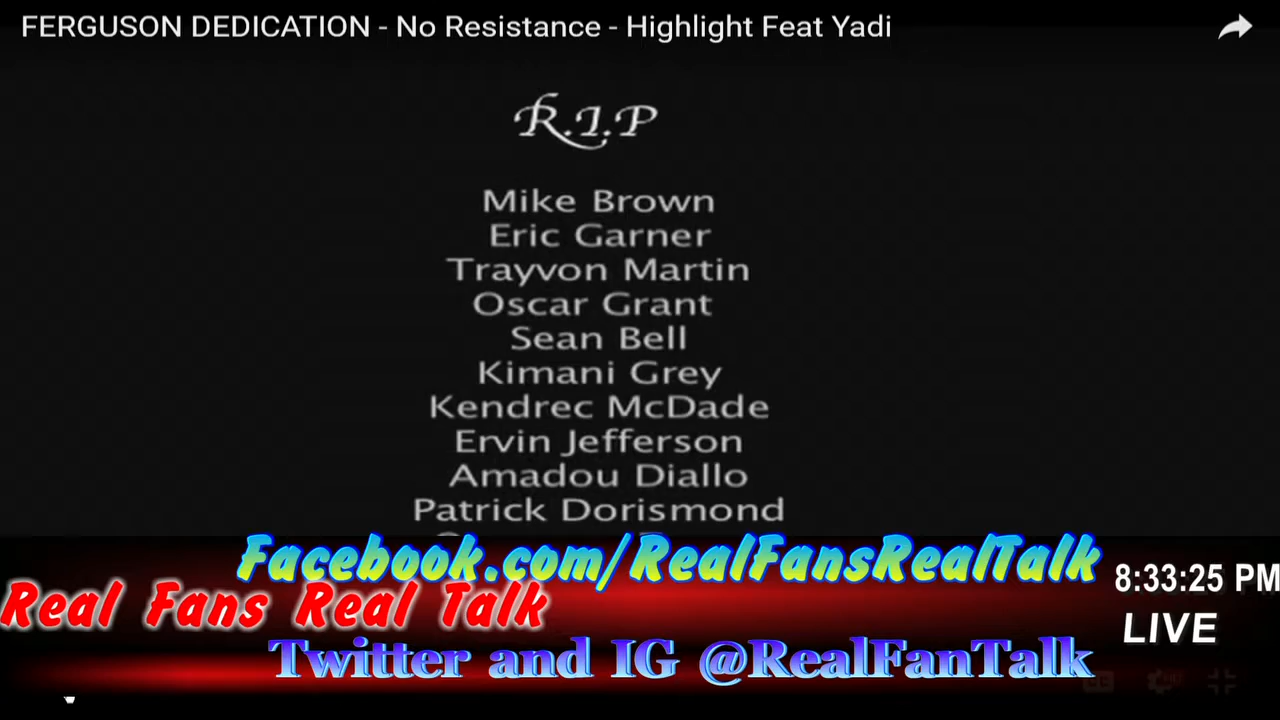 FERGUSON DEDICATION - No Resistance - Highlight Feat Yadi
R.I.P
Mike Brown
Eric Garner
Trayvon Martin
Oscar Grant
Sean Bell
Kimani Grey
Kendrec McDade
Ervin Jefferson
Amadou Diallo
Patrick Dorismond
Facebook.com/RealFansRealTalk
8:33:25 PM
Real Fans Real Talk
LIVE
Twitter and IG @RealFanTalk